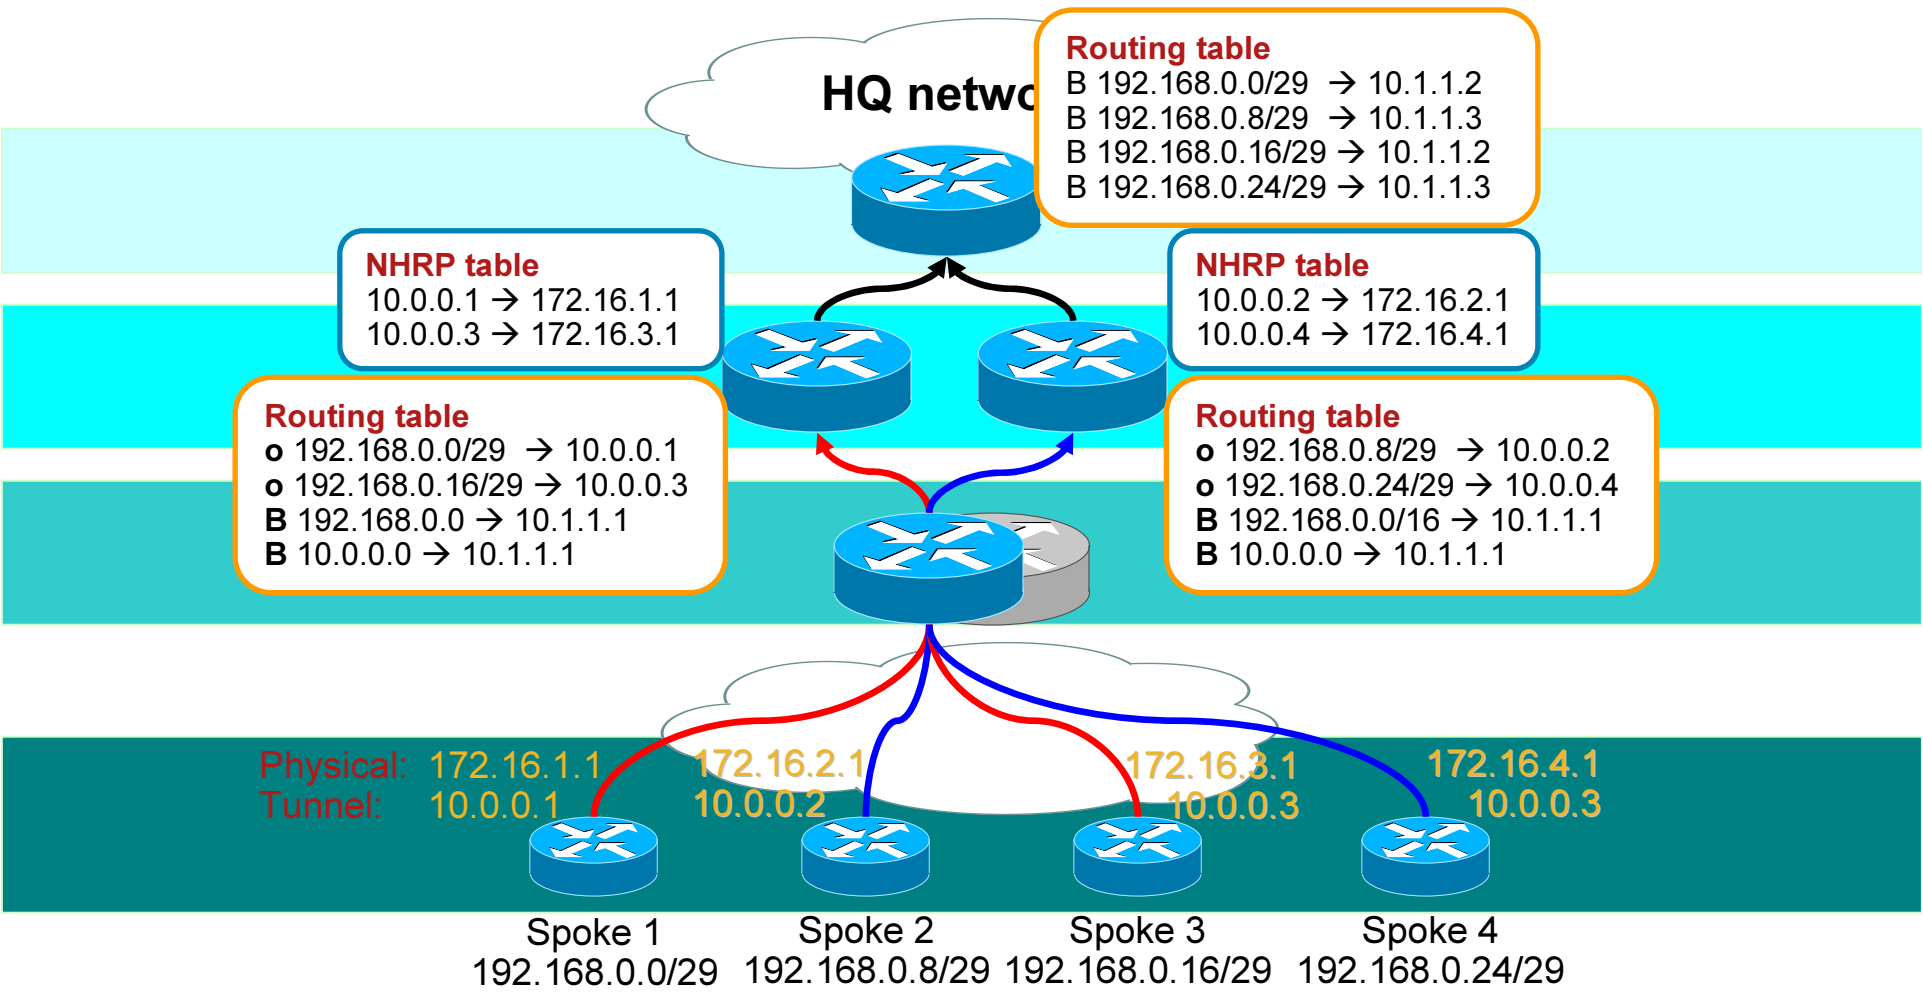 HQ netwo
Routing table
B 192.168.0.0/29 → 10.1.1.2
B 192.168.0.8/29 → 10.1.1.3
B 192.168.0.16/29 → 10.1.1.2
B 192.168.0.24/29 → 10.1.1.3
NHRP table
10.0.0.1 → 172.16.1.1
10.0.0.3 → 172.16.3.1
NHRP table
10.0.0.2 → 172.16.2.1
10.0.0.4 → 172.16.4.1
Routing table
o 192.168.0.0/29 → 10.0.0.1
o 192.168.0.16/29 → 10.0.0.3
B 192.168.0.0 → 10.1.1.1
B 10.0.0.0 → 10.1.1.1
Routing table
o 192.168.0.8/29 → 10.0.0.2
o 192.168.0.24/29 → 10.0.0.4
B 192.168.0.0/16 → 10.1.1.1
B 10.0.0.0 → 10.1.1.1
Physical: 172.16.1.1 172.16.2.1 172.16.3.1 172.16.4.1
Tunnel: 10.0.0.1 10.0.0.2 10.0.0.3 10.0.0.3
Spoke 1 Spoke 2 Spoke 3 Spoke 4
192.168.0.0/29 192.168.0.8/29 192.168.0.16/29 192.168.0.24/29